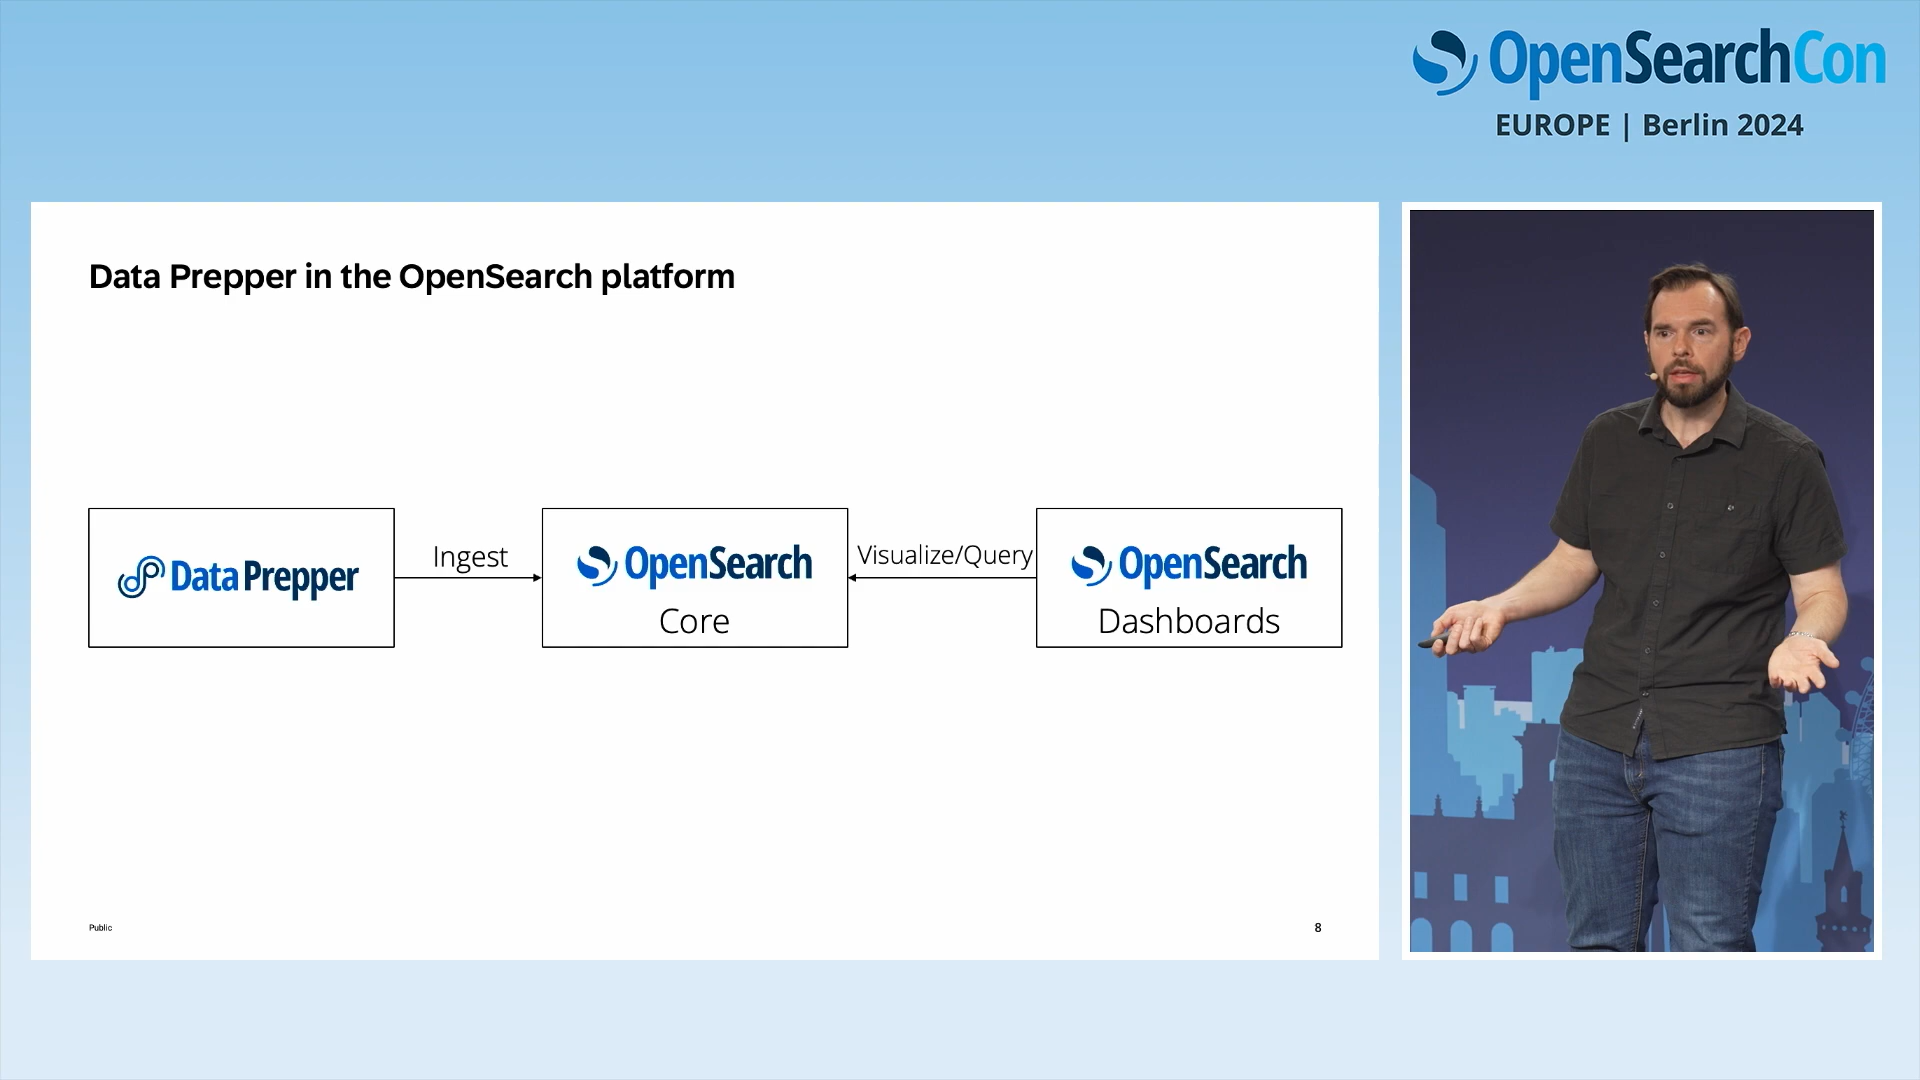 OpenSearchCon
EUROPE | Berlin 2024
Data Prepper in the OpenSearch platform
Data Prepper
Ingest
OpenSearch
Core
Visualize/Query
OpenSearch
Dashboards
Public
8